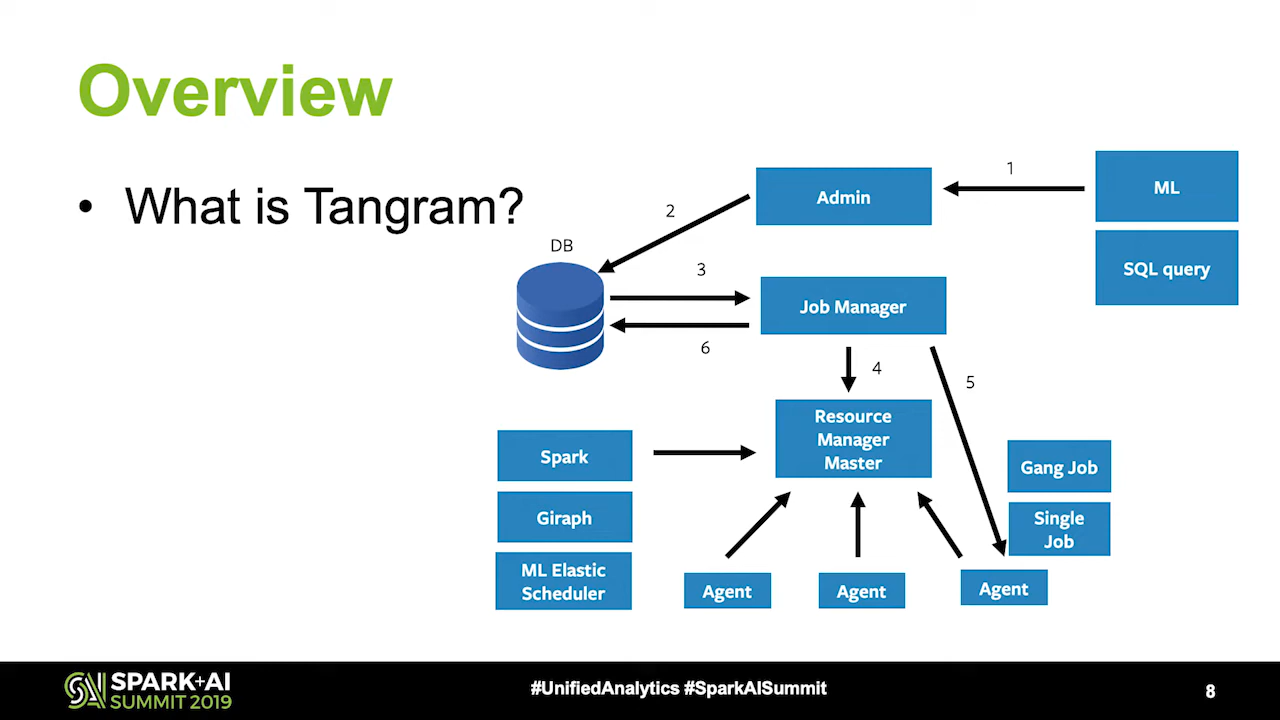 Overview
• What is Tangram?
1
ML
Admin
2
DB
SQL query
3
Job Manager
6
4
5
Resource
Manager
Master
Spark
Gang Job
Giraph
Single
Job
ML Elastic
Scheduler
Agent
Agent
Agent
SPARK+AI
SUMMIT 2019
#UnifiedAnalytics #SparkAISummit
8